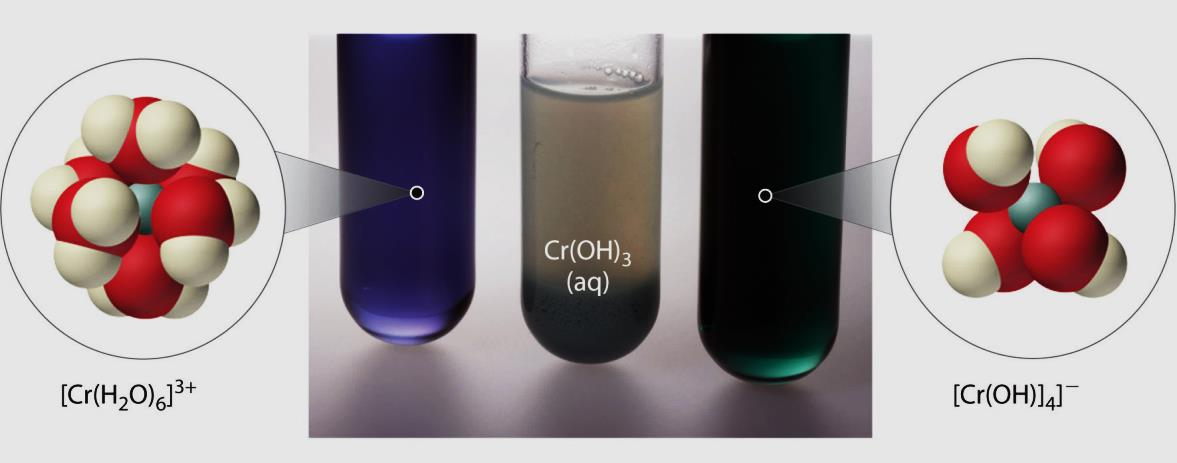 [Cr(H₂O)₆]³⁺
Cr(OH)₃
(aq)
[Cr(OH)]₄]⁻